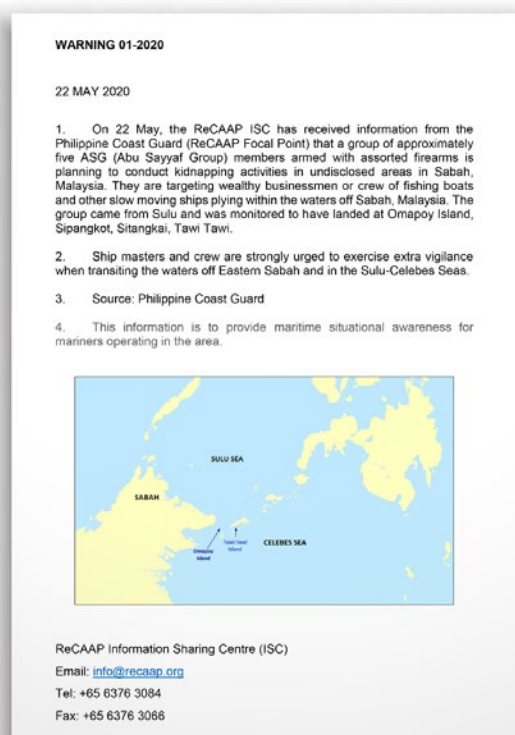 WARNING 01-2020
22 MAY 2020
1. On 22 May, the ReCAAP ISC has received information from the
Philippine Coast Guard (ReCAAP Focal Point) that a group of approximately
five ASG (Abu Sayyaf Group) members armed with assorted firearms is
planning to conduct kidnapping activities in undisclosed areas in Sabah,
Malaysia. They are targeting wealthy businessmen or crew of fishing boats
and other slow moving ships plying within the waters off Sabah, Malaysia. The
group came from Sulu and was monitored to have landed at Omapoy Island,
Sipangkot, Sitangkai, Tawi Tawi.
2. Ship masters and crew are strongly urged to exercise extra vigilance
when transiting the waters off Eastern Sabah and in the Sulu-Celebes Seas.
3. Source: Philippine Coast Guard
4. This information is to provide maritime situational awareness for
mariners operating in the area.
SULU SEA
SABAH
Tawi Tawi
Island
CELEBES SEA
Omapoy
Island
ReCAAP Information Sharing Centre (ISC)
Email: info@recaap.org
Tel: +65 6376 3084
Fax: +65 6376 3066